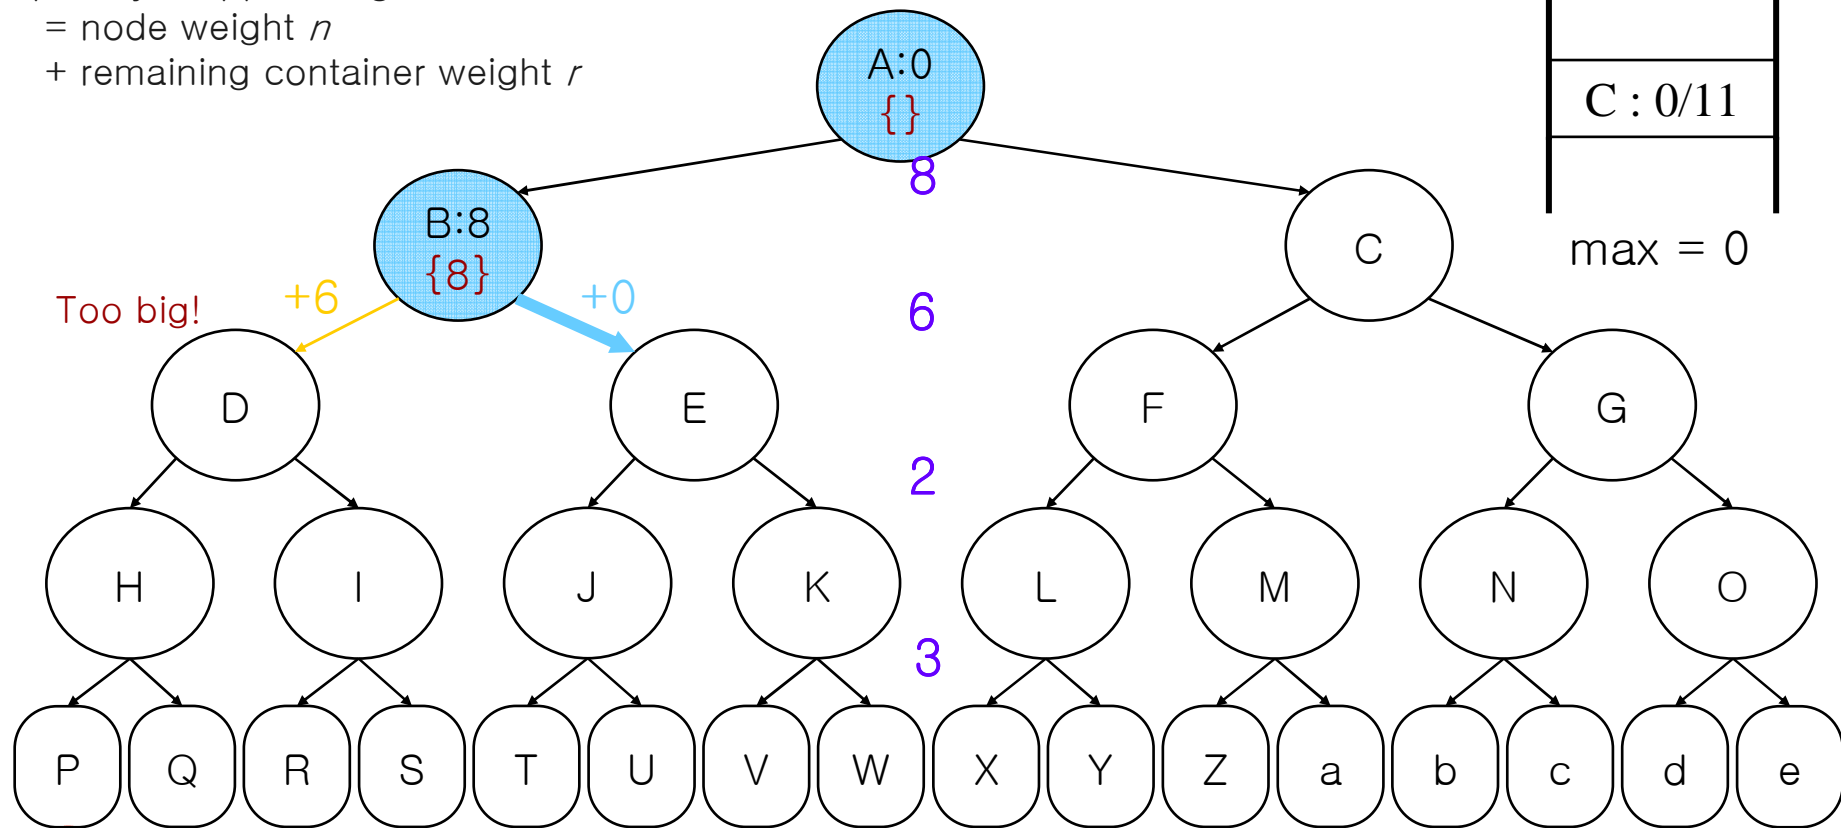 = node weight n
+ remaining container weight r
A:0
{}
C : 0/11
max = 0
8
B:8
{8}
C
Too big!
+6
+0
6
D
E
F
G
2
H
I
J
K
L
M
N
O
3
P
Q
R
S
T
U
V
W
X
Y
Z
a
b
c
d
e